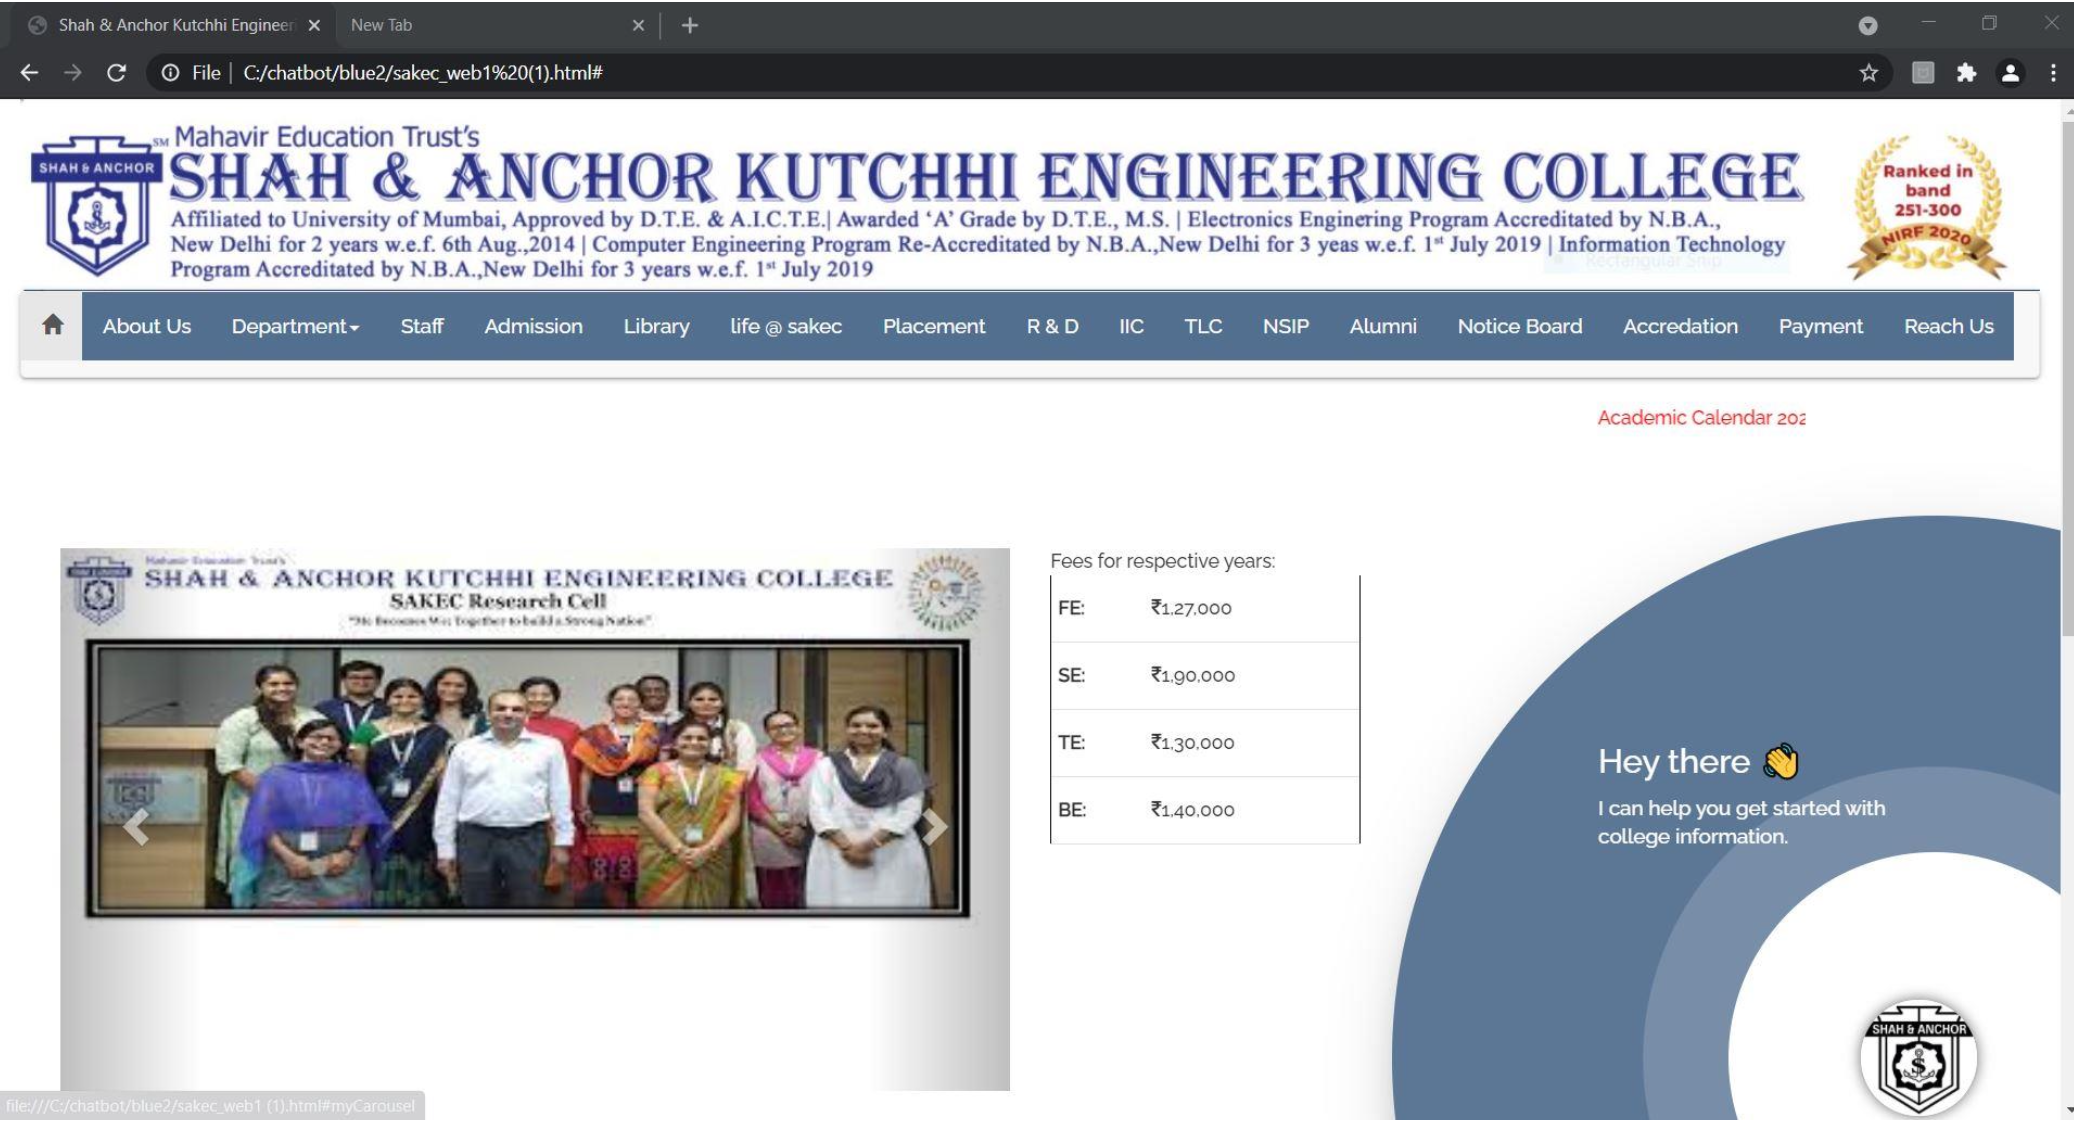 Shah & Anchor Kutchhi Engineeri
New Tab
File | C:/chatbot/blue2/sakec_web1%20(1).html#
SHAH & ANCHOR
SM Mahavir Education Trust's
SHAH & ANCHOR KUTCHHI ENGINEERING COLLEGE
Affiliated to University of Mumbai, Approved by D.T.E. & A.I.C.T.E.| Awarded ‘A’ Grade by D.T.E., M.S. | Electronics Enginering Program Accreditated by N.B.A.,
New Delhi for 2 years w.e.f. 6th Aug.,2014 | Computer Engineering Program Re-Accreditated by N.B.A.,New Delhi for 3 yeas w.e.f. 1st July 2019 | Information Technology
Program Accreditated by N.B.A.,New Delhi for 3 years w.e.f. 1st July 2019
Rectangular Snip
Ranked in
band
251-300
NIRF 2020
About Us Department Staff Admission Library life @ sakec Placement R & D IIC TLC NSIP Alumni Notice Board Accredation Payment Reach Us
Academic Calendar 202
Mahavir Education Trust's
SHAH & ANCHOR KUTCHHI ENGINEERING COLLEGE
SAKEC Research Cell
Together to build a Strong Nation"
Fees for respective years:
FE: ₹1,27,000
SE: ₹1,90,000
TE: ₹1,30,000
BE: ₹1,40,000
Hey there 👋
I can help you get started with
college information.
SHAH & ANCHOR
file:///C:/chatbot/blue2/sakec_web1 (1).html#myCarousel